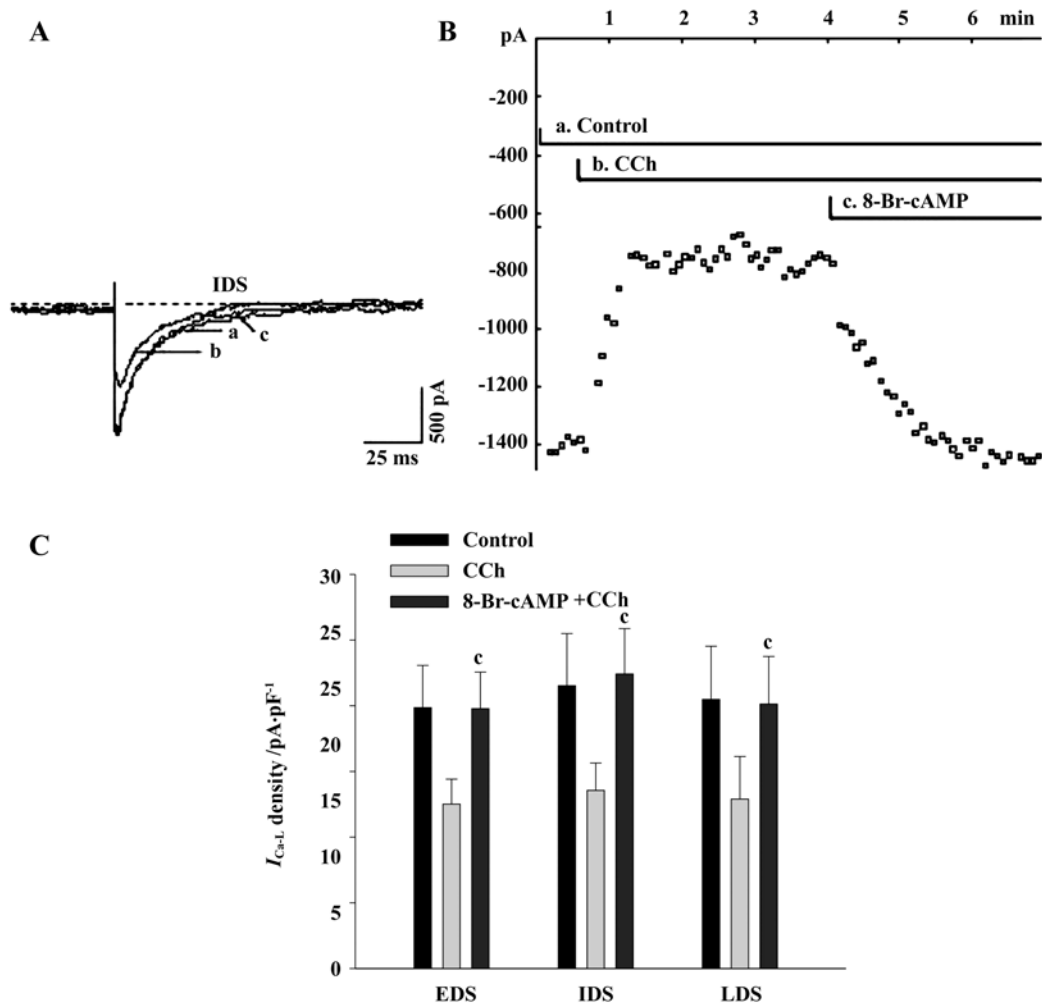 A
IDS
a
c
b
500 pA
25 ms
B
1 2 3 4 5 6 min
pA
-200
-400
-600
-800
-1000
-1200
-1400
a. Control
b. CCh
c. 8-Br-cAMP
C
Control
CCh
8-Br-cAMP +CCh
I Ca-L density /pA·pF⁻¹
30
25
25
20
15
10
5
0
c
c
c
EDS IDS LDS